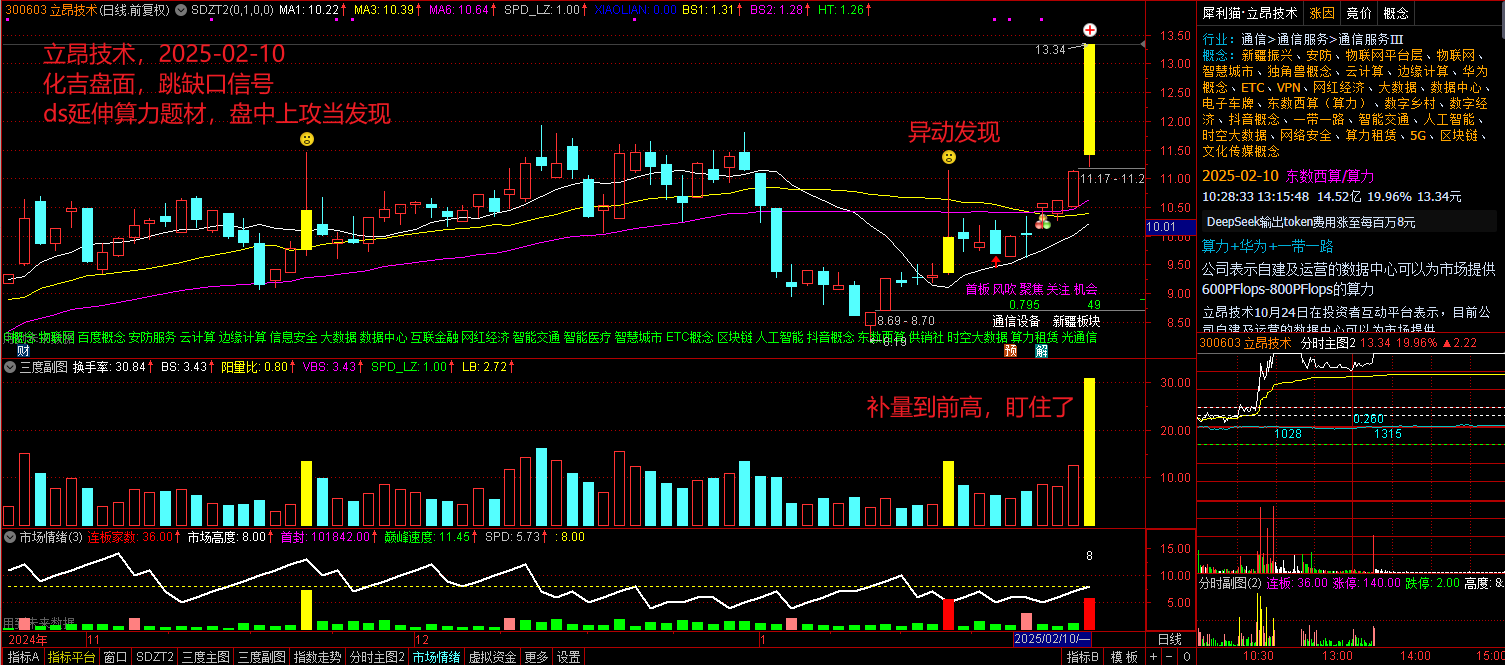 300603 立昂技术(日线.前复权) SDZT2(0,1,0,0) MA1: 10.22↑ MA3: 10.39↑ MA6: 10.64↑ SPD_LZ: 1.00↑ XIAOLIAN: 0.00 BS1: 1.31↑ BS2: 1.28↑ HT: 1.26↑
立昂技术，2025-02-10
化吉盘面，跳缺口信号
ds延伸算力题材，盘中上攻当发现
异动发现
13.34
11.17 - 11.2
13.50
13.00
12.50
12.00
11.50
11.00
10.50
10.01
10.00
9.50
9.00
8.50
首板 风吹 聚焦 关注 机会
0.795 49
8.69 - 8.70
通信设备 新疆板块
物联网 百度概念 安防服务 云计算 边缘计算 信息安全 大数据 数据中心 互联金融 网红经济 智能交通 智能医疗 智慧城市 ETC概念 区块链 人工智能 抖音概念 东数西算 供销社 时空大数据 算力租赁 光通信
财 预 解
三度副图 换手率: 30.84↑ BS: 3.43↑ 阳量比: 0.80↑ VBS: 3.43↑ SPD_LZ: 1.00↑ LB: 2.72↑
补量到前高，盯住了
30.00
20.00
10.00
市场情绪(3) 连板家数: 36.00↑ 市场高度: 8.00↑ 首封: 101842.00↑ 巅峰速度: 11.45↑ SPD: 5.73↑ : 8.00
8
15.00
10.00
5.00
用到未来数据
2024年 11 12 1 2025/02/10/一 日线
指标A 指标平台 窗口 SDZT2 三度主图 三度副图 指数走势 分时主图2 市场情绪 虚拟资金 更多 设置 指标B 模板 + - 0
犀利猫·立昂技术 涨因 竞价 概念
行业：通信>通信服务>通信服务Ⅲ
概念：新疆振兴、安防、物联网平台层、物联网、
智慧城市、独角兽概念、云计算、边缘计算、华为
概念、ETC、VPN、网红经济、大数据、数据中心、
电子车牌、东数西算（算力）、数字乡村、数字经
济、抖音概念、一带一路、智能交通、人工智能、
时空大数据、网络安全、算力租赁、5G、区块链、
文化传媒概念
2025-02-10 东数西算/算力
10:28:33 13:15:48 14.52亿 19.96% 13.34元
DeepSeek输出token费用涨至每百万8元
算力+华为+一带一路
公司表示自建及运营的数据中心可以为市场提供
600PFlops-800PFlops的算力
立昂技术10月24日在投资者互动平台表示，目前公
司自建及运营的数据中心可以为市场提供
300603 立昂技术 分时主图2 13.34 19.96% ▲2.22
0.260
1028 1315
分时副图(2) 连板: 36.00 涨停: 140.00 跌停: 2.00 高度: 8.
10:30 13:00 14:00 15:00